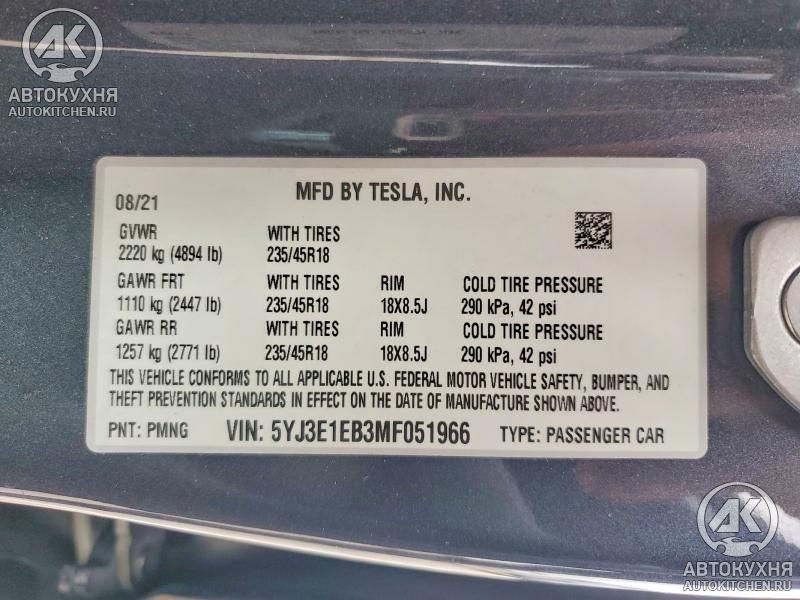 AK
АВТОКУХНЯ
AUTOKITCHEN.RU
08/21
MFD BY TESLA, INC.
GVWR WITH TIRES
2220 kg (4894 lb) 235/45R18
GAWR FRT WITH TIRES RIM COLD TIRE PRESSURE
1110 kg (2447 lb) 235/45R18 18X8.5J 290 kPa, 42 psi
GAWR RR WITH TIRES RIM COLD TIRE PRESSURE
1257 kg (2771 lb) 235/45R18 18X8.5J 290 kPa, 42 psi
THIS VEHICLE CONFORMS TO ALL APPLICABLE U.S. FEDERAL MOTOR VEHICLE SAFETY, BUMPER, AND
THEFT PREVENTION STANDARDS IN EFFECT ON THE DATE OF MANUFACTURE SHOWN ABOVE.
PNT: PMNG VIN: 5YJ3E1EB3MF051966 TYPE: PASSENGER CAR
AK
АВТОКУХНЯ
AUTOKITCHEN.RU